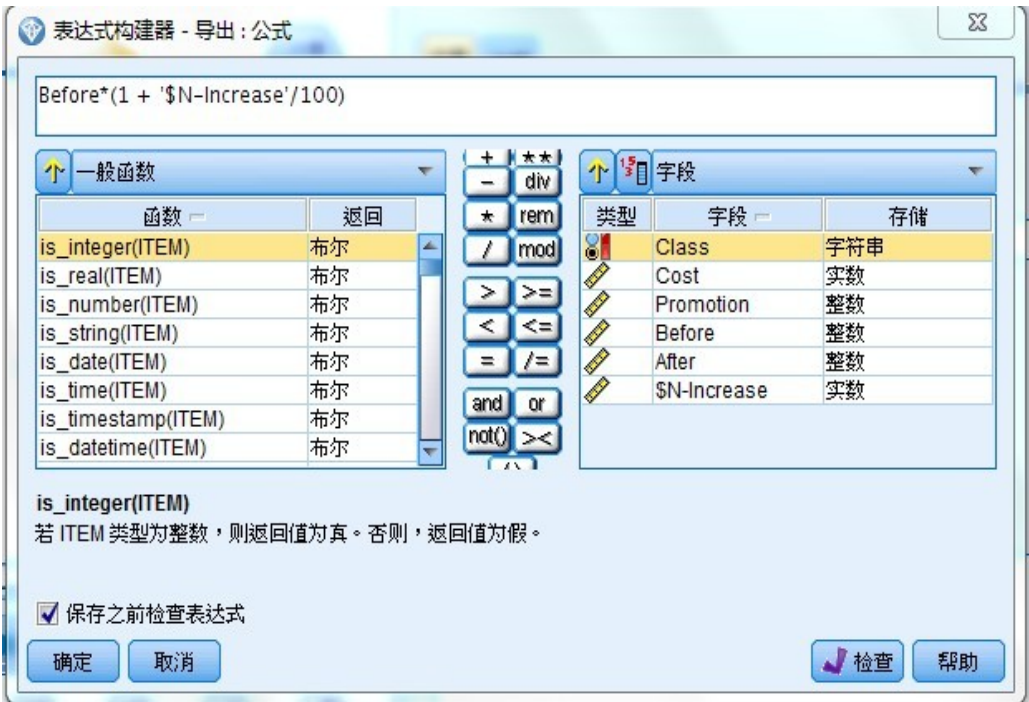 表达式构建器 - 导出 : 公式
Before*(1 + '$N-Increase'/100)
一般函数
函数 返回
is_integer(ITEM) 布尔
is_real(ITEM) 布尔
is_number(ITEM) 布尔
is_string(ITEM) 布尔
is_date(ITEM) 布尔
is_time(ITEM) 布尔
is_timestamp(ITEM) 布尔
is_datetime(ITEM) 布尔
+ **
- div
* rem
/ mod
> >=
< <=
= /=
and or
not() ><
字段
类型 字段 存储
Class 字符串
Cost 实数
Promotion 整数
Before 整数
After 整数
$N-Increase 实数
is_integer(ITEM)
若 ITEM 类型为整数，则返回值为真。否则，返回值为假。
保存之前检查表达式
确定 取消 检查 帮助